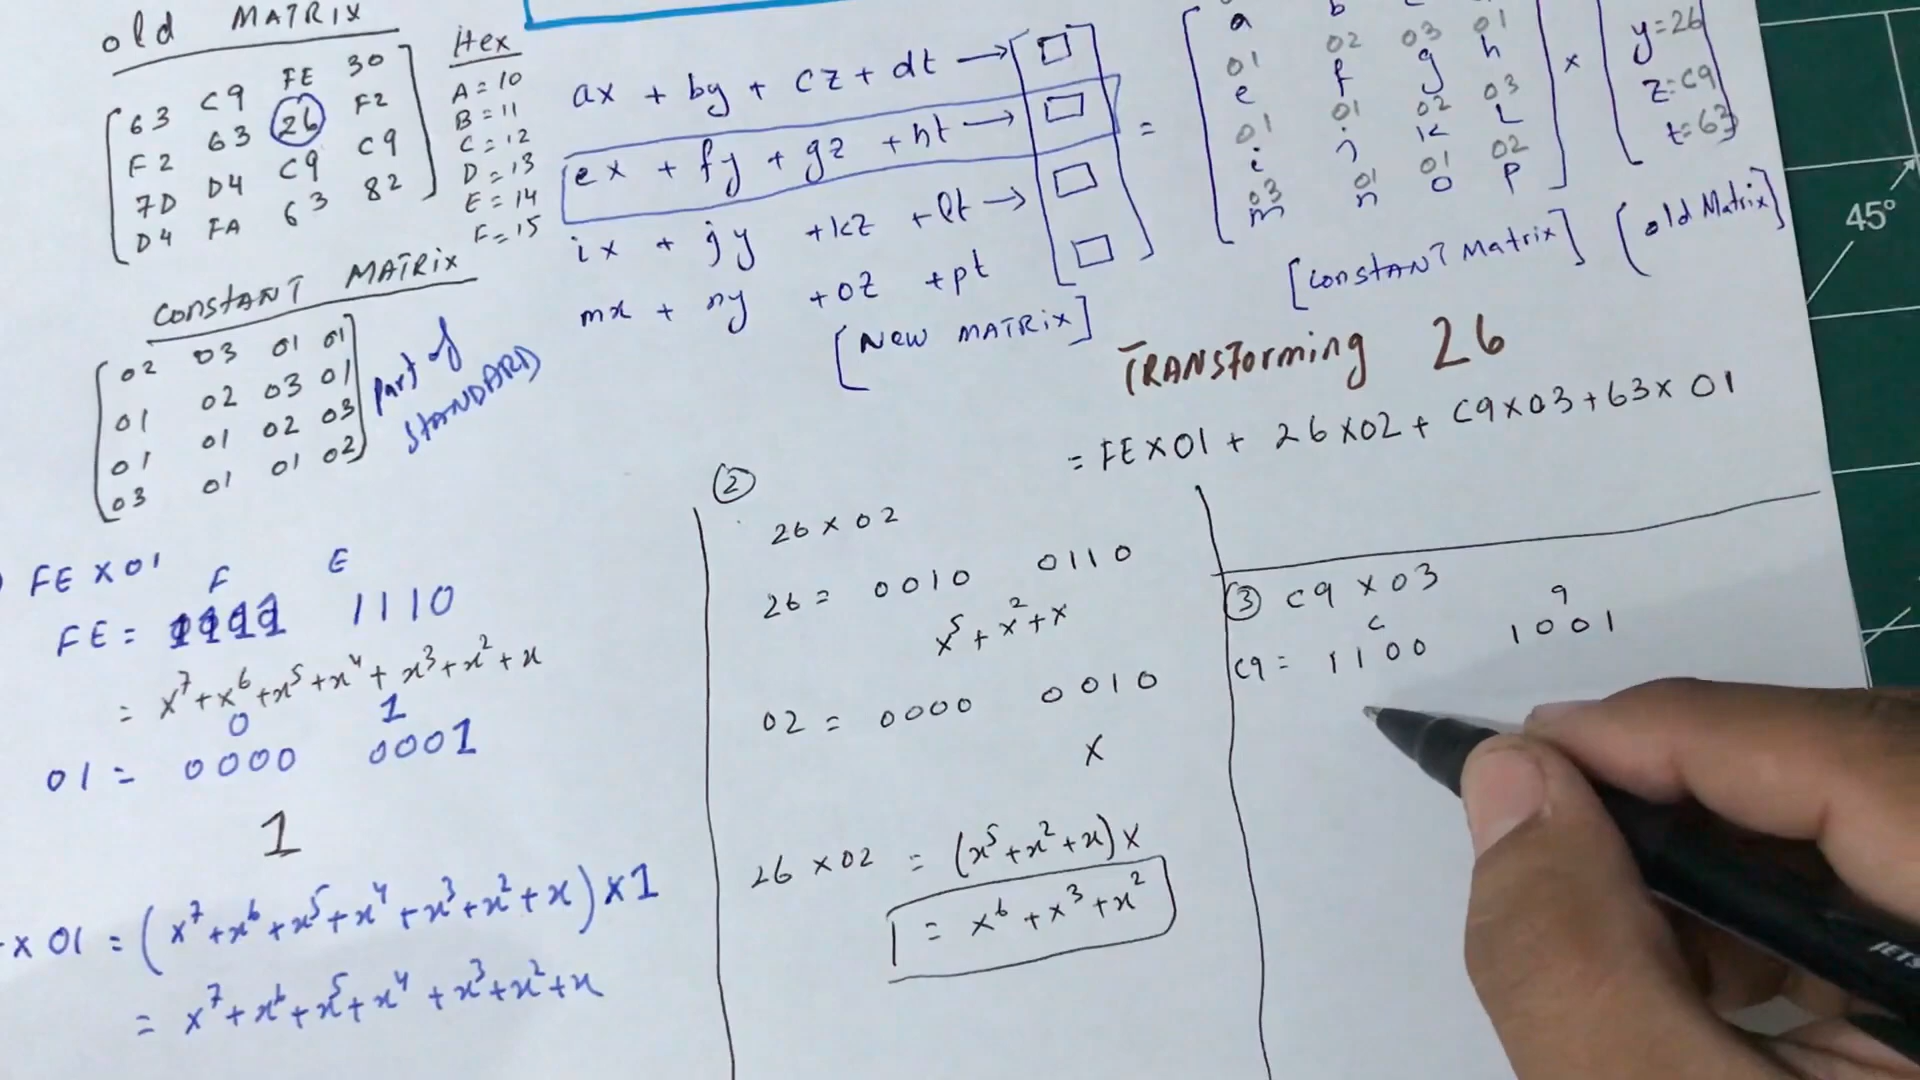 old MATRIX
63 C9 FE 30
F2 63 26 F2
7D D4 C9 C9
D4 FA 63 82
Hex
A = 10
B = 11
C = 12
D = 13
E = 14
F = 15
CONSTANT MATRIX
02 03 01 01
01 02 03 01
01 01 02 03
03 01 01 02
Part of
STANDARD
ax + by + cz + dt →
ex + fy + gz + ht →
ix + jy + kz + lt →
mx + ny + oz + pt
[New MATRIX]
=
a b
01 02 03 01
e f g h
01 01 02 03
i j k L
03 01 01 02
m n o p
×
y=26
z=C9
t=63
[CONSTANT Matrix]
(old Matrix]
45°
TRANSForming 26
= FE×01 + 26×02 + C9×03+63×01
FE×01
F E
FE = 1111 1110
= x⁷+x⁶+x⁵+x⁴+x³+x²+x
0 1
01 = 0000 0001
1
× 01 = (x⁷+x⁶+x⁵+x⁴+x³+x²+x)×1
= x⁷+x⁶+x⁵+x⁴+x³+x²+x
②
26 × 02
26 = 0010 0110
x⁵+x²+x
02 = 0000 0010
x
26 × 02 = (x⁵+x²+x)x
= x⁶+x³+x²
③ C9 × 03
C 9
C9 = 1100 1001
JETS